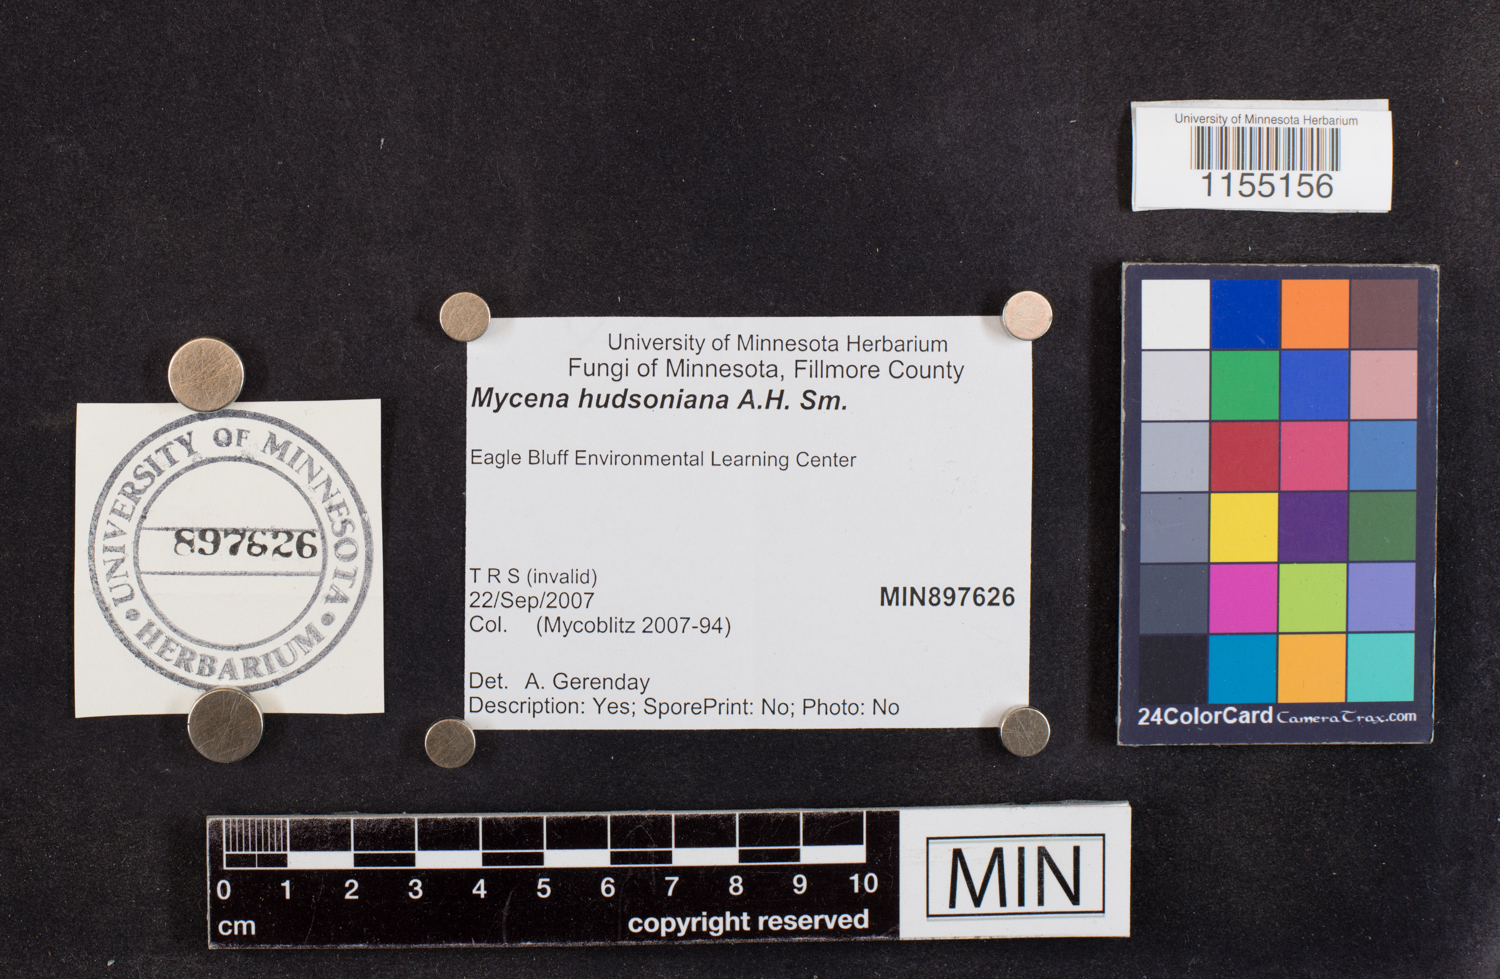 University of Minnesota Herbarium
1155156
University of Minnesota Herbarium
Fungi of Minnesota, Fillmore County
Mycena hudsoniana A.H. Sm.
Eagle Bluff Environmental Learning Center
T R S (invalid)
22/Sep/2007
MIN897626
Col. (Mycoblitz 2007-94)
Det. A. Gerenday
Description: Yes; SporePrint: No; Photo: No
UNIVERSITY OF MINNESOTA
897626
HERBARIUM
24ColorCard CameraTrax.com
0 1 2 3 4 5 6 7 8 9 10
cm
copyright reserved
MIN